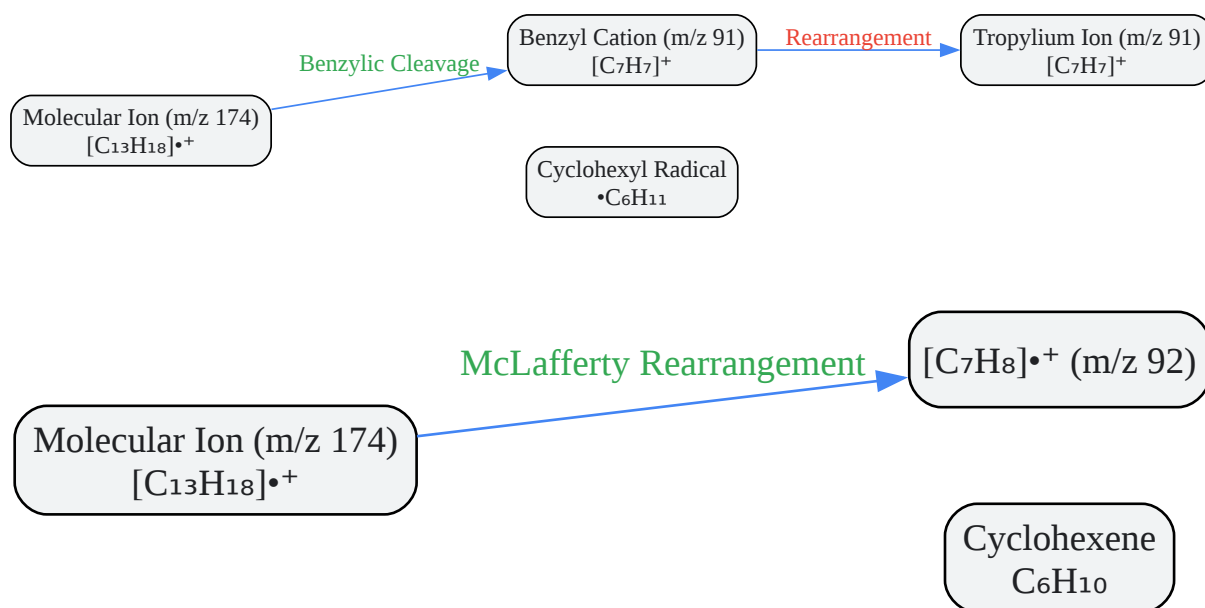 Benzyl Cation (m/z 91)
[C₇H₇]⁺
Rearrangement
Tropylium Ion (m/z 91)
[C₇H₇]⁺
Benzylic Cleavage
Molecular Ion (m/z 174)
[C₁₃H₁₈]•⁺
Cyclohexyl Radical
•C₆H₁₁
McLafferty Rearrangement
[C₇H₈]•⁺ (m/z 92)
Molecular Ion (m/z 174)
[C₁₃H₁₈]•⁺
Cyclohexene
C₆H₁₀